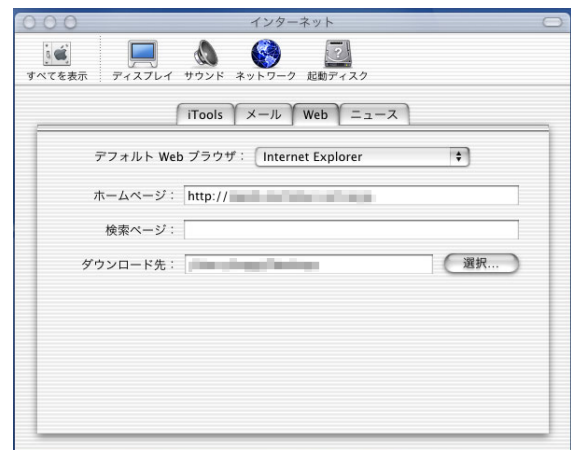 インターネット
すべてを表示 ディスプレイ サウンド ネットワーク 起動ディスク
iTools メール Web ニュース
デフォルト Web ブラウザ： Internet Explorer
ホームページ： http://
検索ページ：
ダウンロード先： 選択...